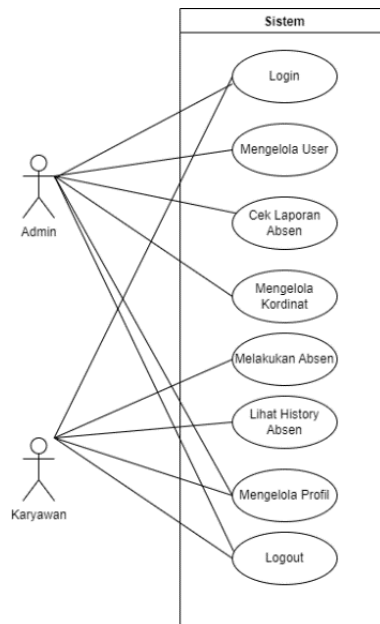 Sistem
Login
Mengelola User
Admin
Cek Laporan
Absen
Mengelola
Kordinat
Melakukan Absen
Lihat History
Absen
Karyawan
Mengelola Profil
Logout